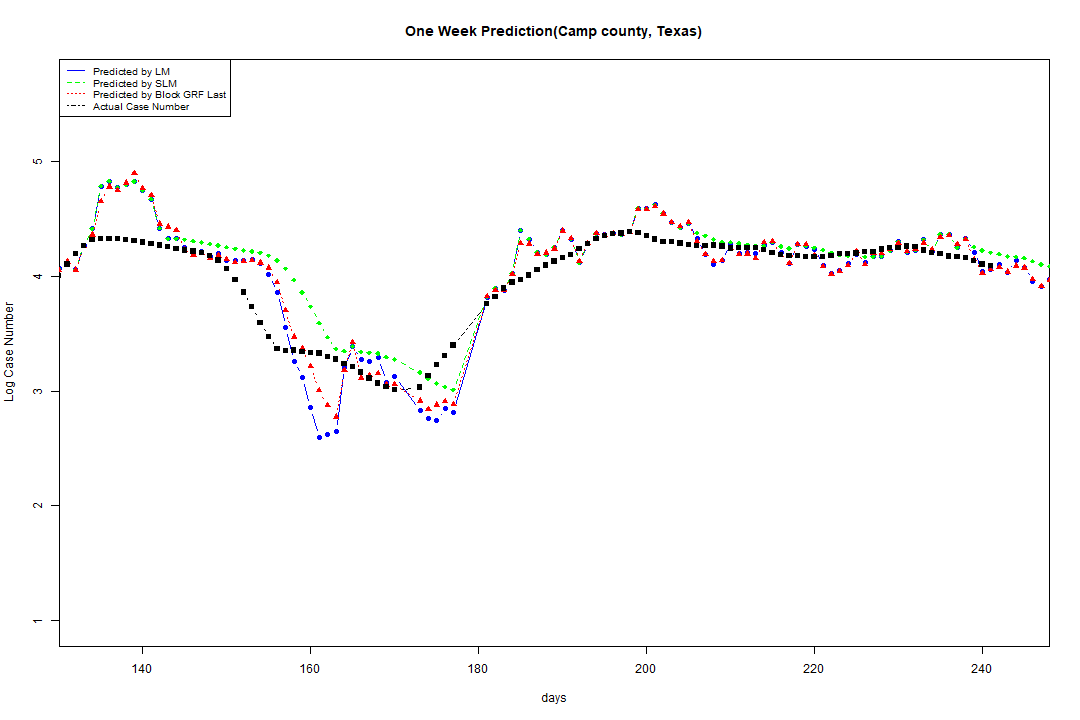 One Week Prediction(Camp county, Texas)
Predicted by LM
Predicted by SLM
Predicted by Block GRF Last
Actual Case Number
5
4
3
2
1
Log Case Number
140 160 180 200 220 240
days